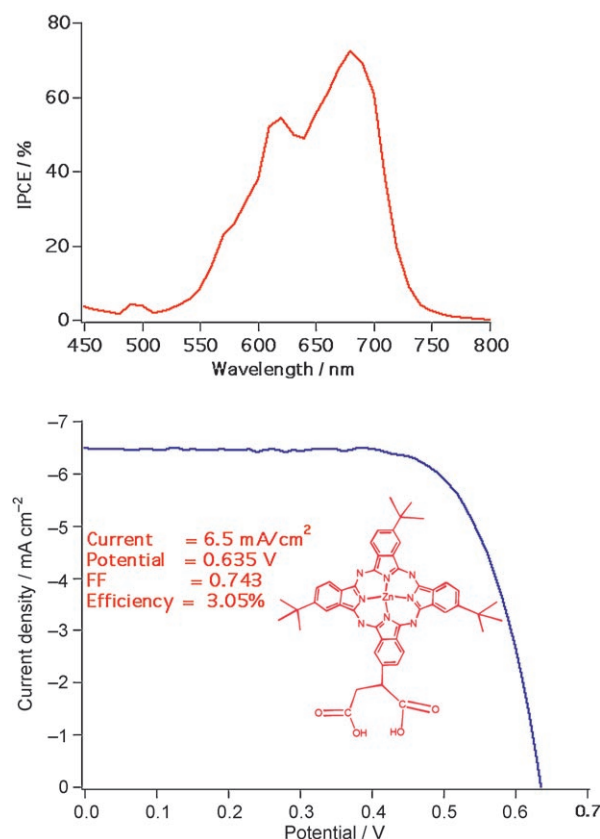 80
60
40
20
0
IPCE / %
450 500 550 600 650 700 750 800
Wavelength / nm
–7
–6
–5
–4
–3
–2
–1
0
Current density / mA cm–2
Current = 6.5 mA/cm2
Potential = 0.635 V
FF = 0.743
Efficiency = 3.05%
N N N
N Zn N
N N N
O C C O
OH HO
0.0 0.1 0.2 0.3 0.4 0.5 0.6 0.7
Potential / V